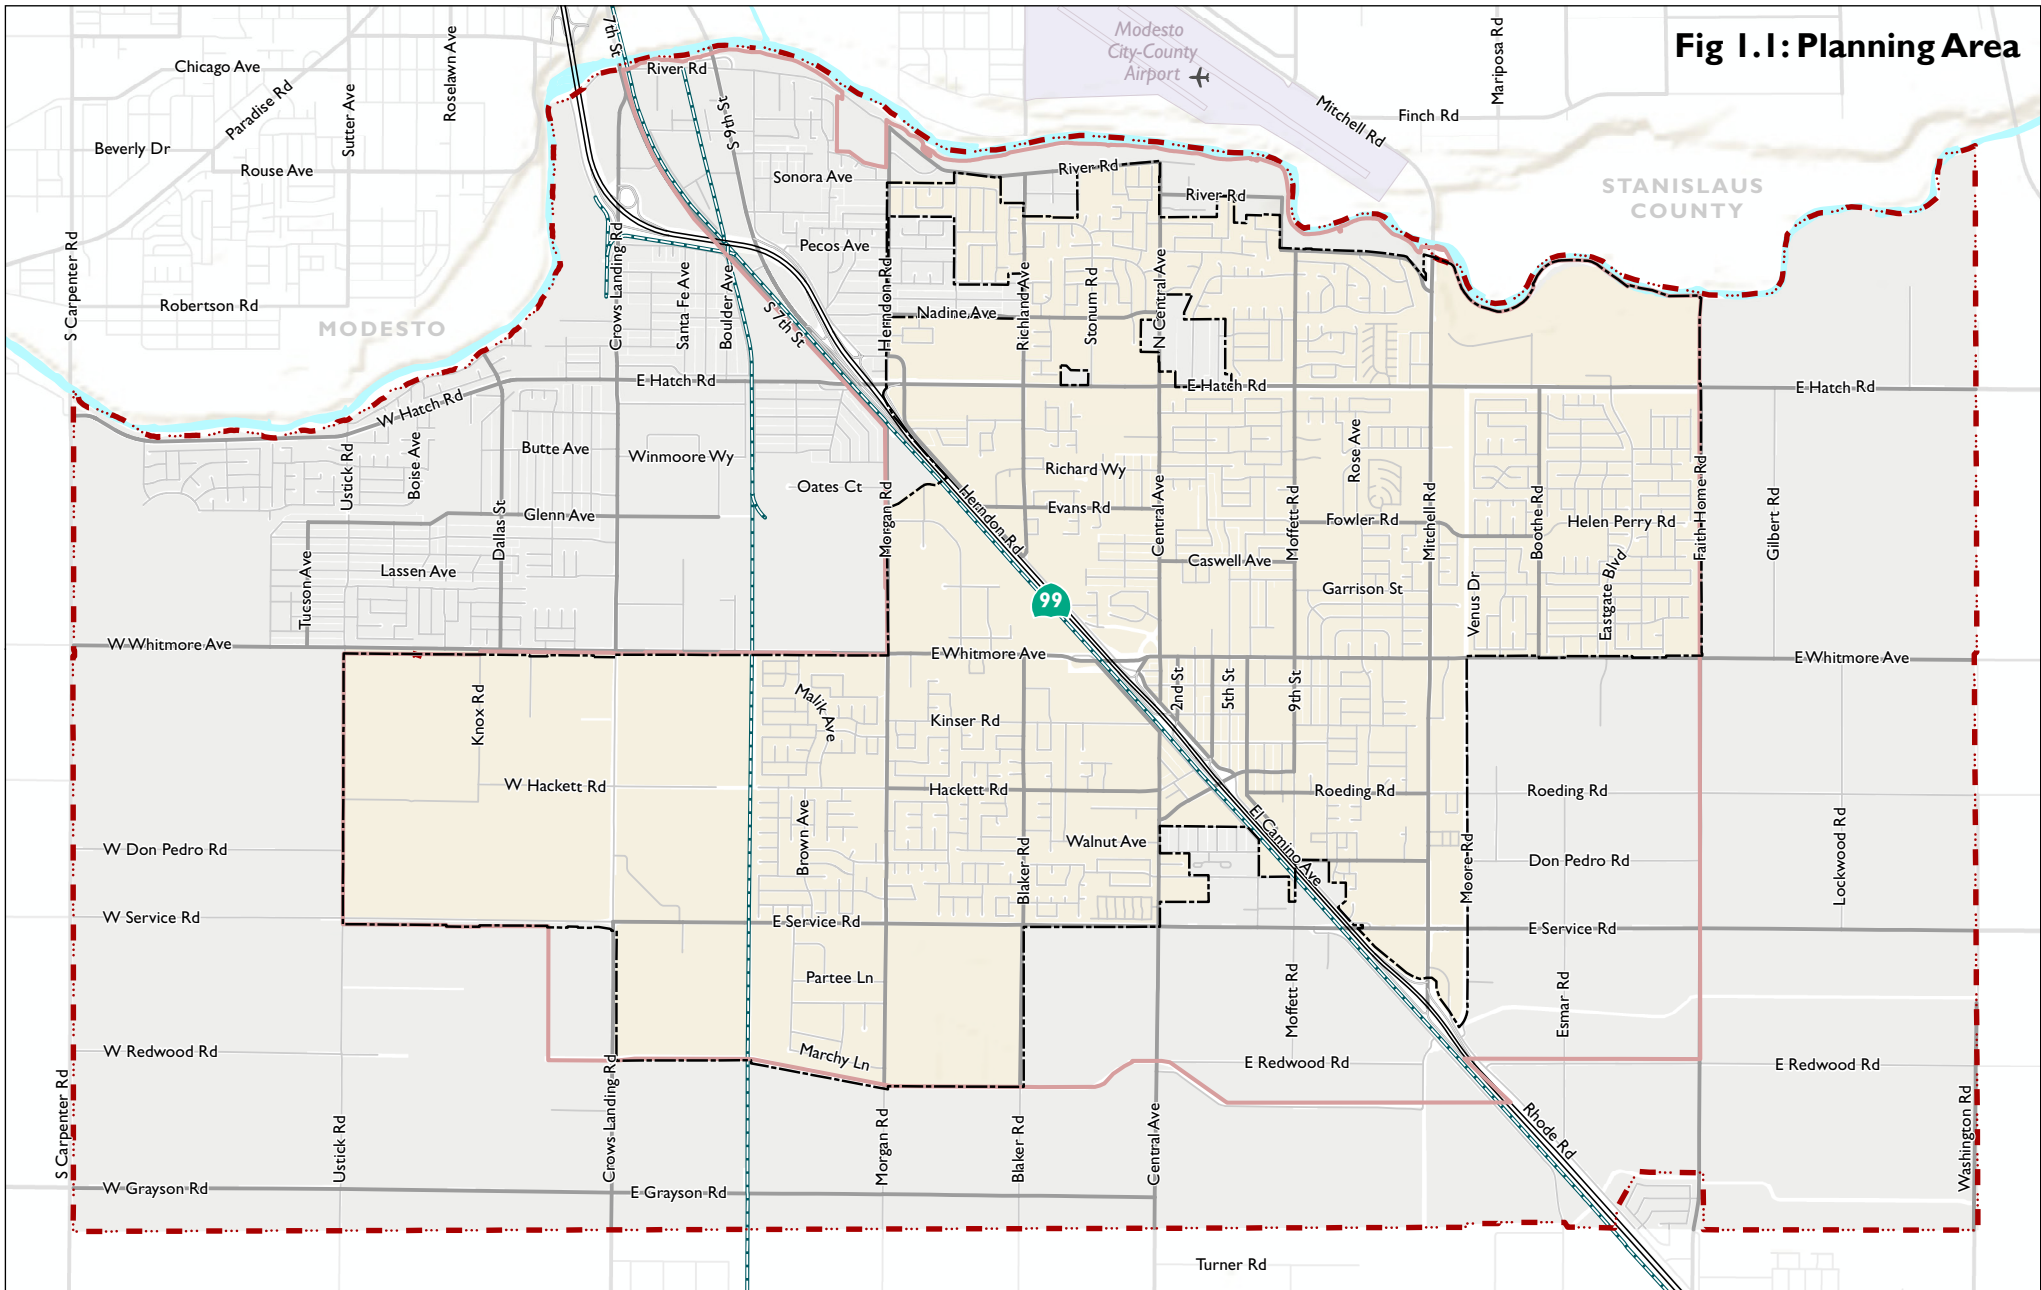 Fig 1.1: Planning Area
7th St
Roselawn Ave
Chicago Ave
River Rd
Modesto
City-County
Airport
Mariposa Rd
Paradise Rd
Sutter Ave
S 9th St
Mitchell Rd
Finch Rd
Beverly Dr
Rouse Ave
Sonora Ave
River Rd
River Rd
STANISLAUS
COUNTY
S Carpenter Rd
Crows Landing Rd
Santa Fe Ave
Boulder Ave
Pecos Ave
Herndon Rd
Richland Ave
Stonum Rd
N Central Ave
Robertson Rd
MODESTO
S 7th St
Nadine Ave
E Hatch Rd
E Hatch Rd
E Hatch Rd
W Hatch Rd
Ustick Rd
Boise Ave
Butte Ave
Winmoore Wy
Richard Wy
Rose Ave
Oates Ct
Morgan Rd
Herndon Rd
Evans Rd
Central Ave
Moffett Rd
Fowler Rd
Mitchell Rd
Boothe Rd
Helen Perry Rd
Faith Home Rd
Gilbert Rd
Dallas St
Glenn Ave
Tucson Ave
Lassen Ave
Caswell Ave
Garrison St
Venus Dr
Eastgate Blvd
99
W Whitmore Ave
E Whitmore Ave
E Whitmore Ave
Knox Rd
Malik Ave
Kinser Rd
2nd St
5th St
9th St
W Hackett Rd
Hackett Rd
Roeding Rd
Roeding Rd
Brown Ave
Blaker Rd
Walnut Ave
El Camino Ave
Moore Rd
Lockwood Rd
W Don Pedro Rd
Don Pedro Rd
W Service Rd
E Service Rd
E Service Rd
Partee Ln
Moffett Rd
Esmar Rd
W Redwood Rd
Marchy Ln
E Redwood Rd
E Redwood Rd
S Carpenter Rd
Ustick Rd
Crows Landing Rd
Morgan Rd
Blaker Rd
Central Ave
Rhode Rd
Washington Rd
W Grayson Rd
E Grayson Rd
Turner Rd